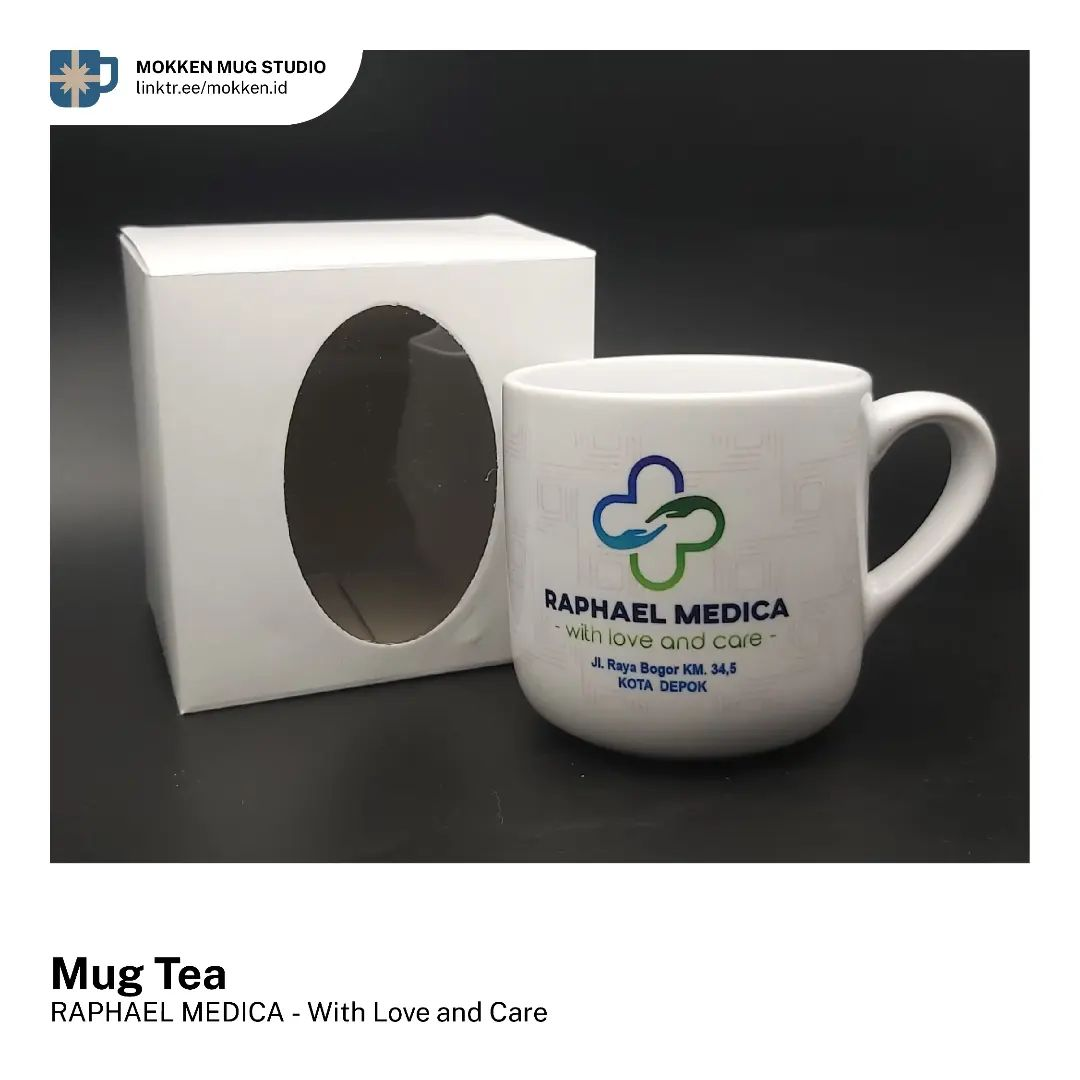 MOKKEN MUG STUDIO
linktr.ee/mokken.id
RAPHAEL MEDICA
- with love and care -
Jl. Raya Bogor KM. 34,5
KOTA DEPOK
Mug Tea
RAPHAEL MEDICA - With Love and Care